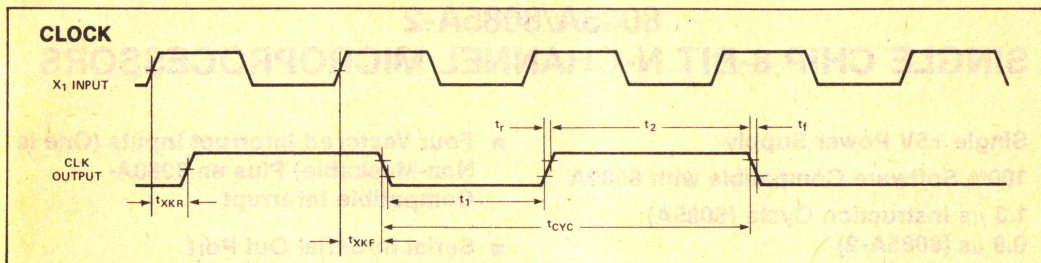 8085A/8085A-2
CLOCK
SINGLE CHIP 8-BIT N-CHANNEL MICROPROCESSORS
X₁ INPUT
tr t2 tf
CLK
OUTPUT
tXKR t1
tXKF tCYC
Single +5V Power Supply
100% Software Compatible with 8080A
1.3 μs Instruction Cycle (8085A);
0.8 μs (8085A-2)
Four Vectored Interrupt Inputs (One is
Non-Maskable) Plus an 8080A-
Compatible Interrupt
Serial In/Serial Out Port